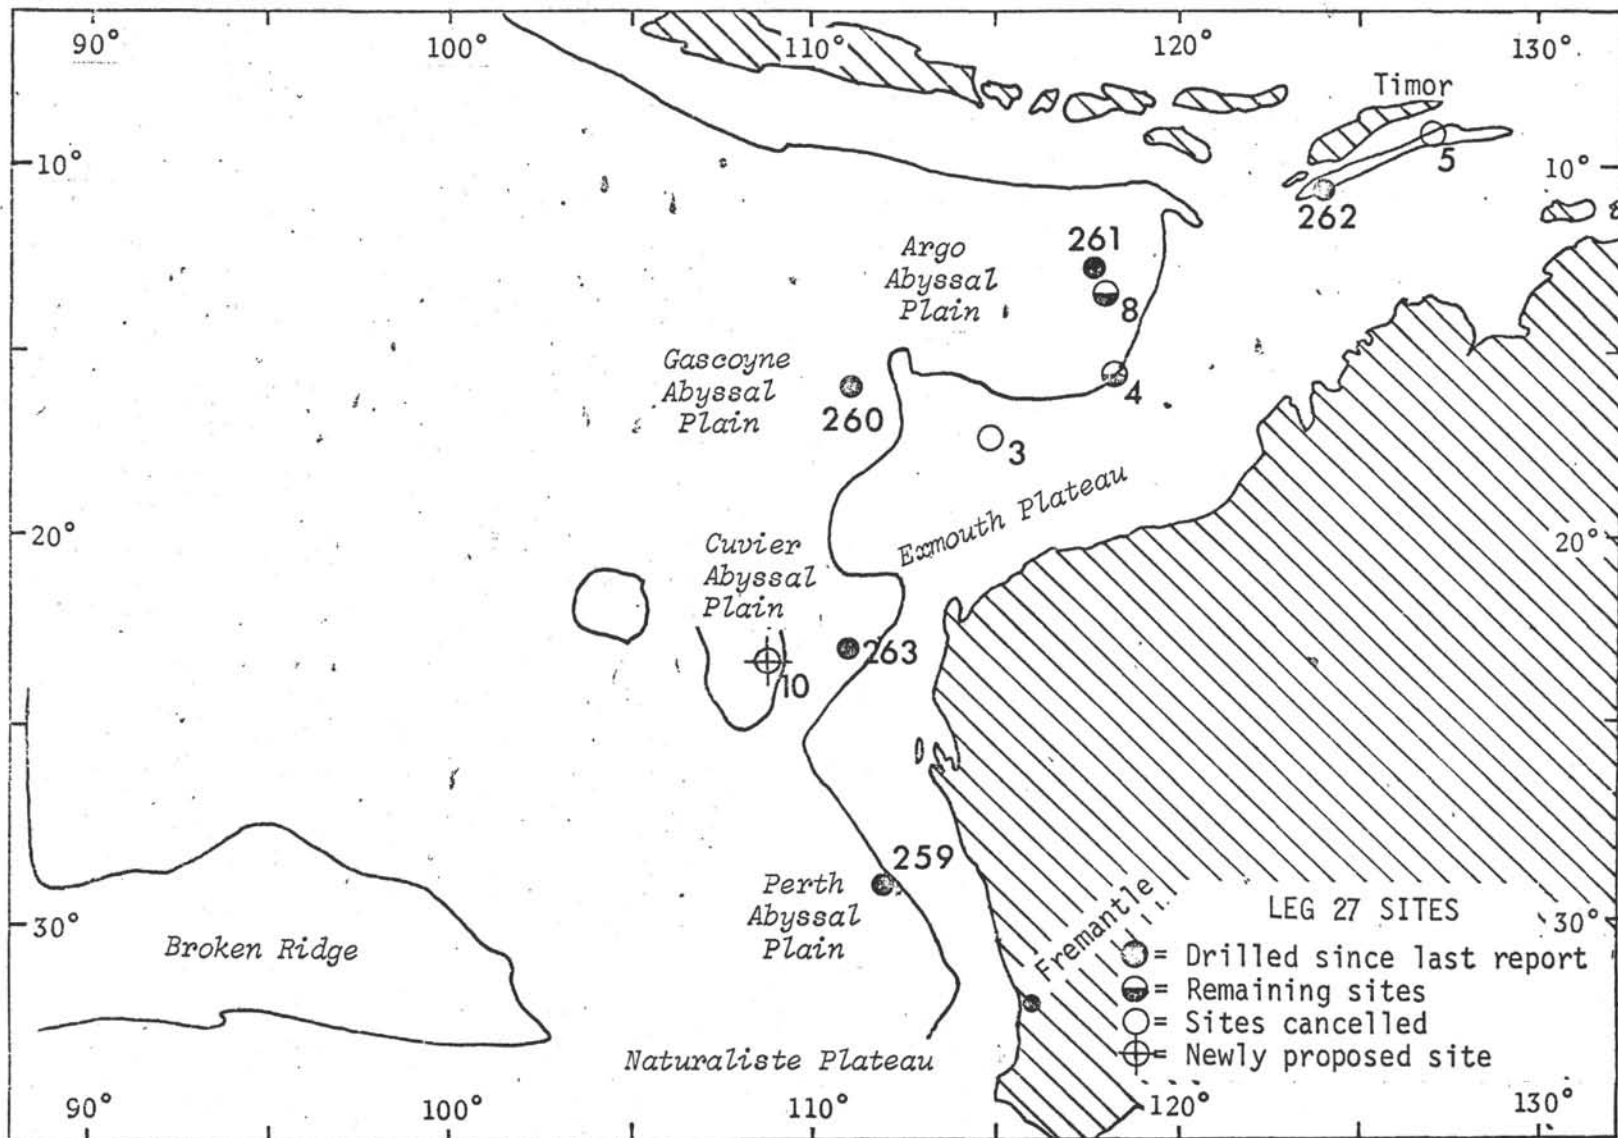 90° 100° 110° 120° 130°
Timor
10° 10°
5
262
261
Argo
Abyssal
Plain
8
Gascoyne
Abyssal
Plain
4
260
3
Exmouth Plateau
20° 20°
Cuvier
Abyssal
Plain
263
10
259
Perth
Abyssal
Plain
Fremantle
30° 30°
Broken Ridge
Naturaliste Plateau
LEG 27 SITES
= Drilled since last report
= Remaining sites
= Sites cancelled
= Newly proposed site
90° 100° 110° 120° 130°